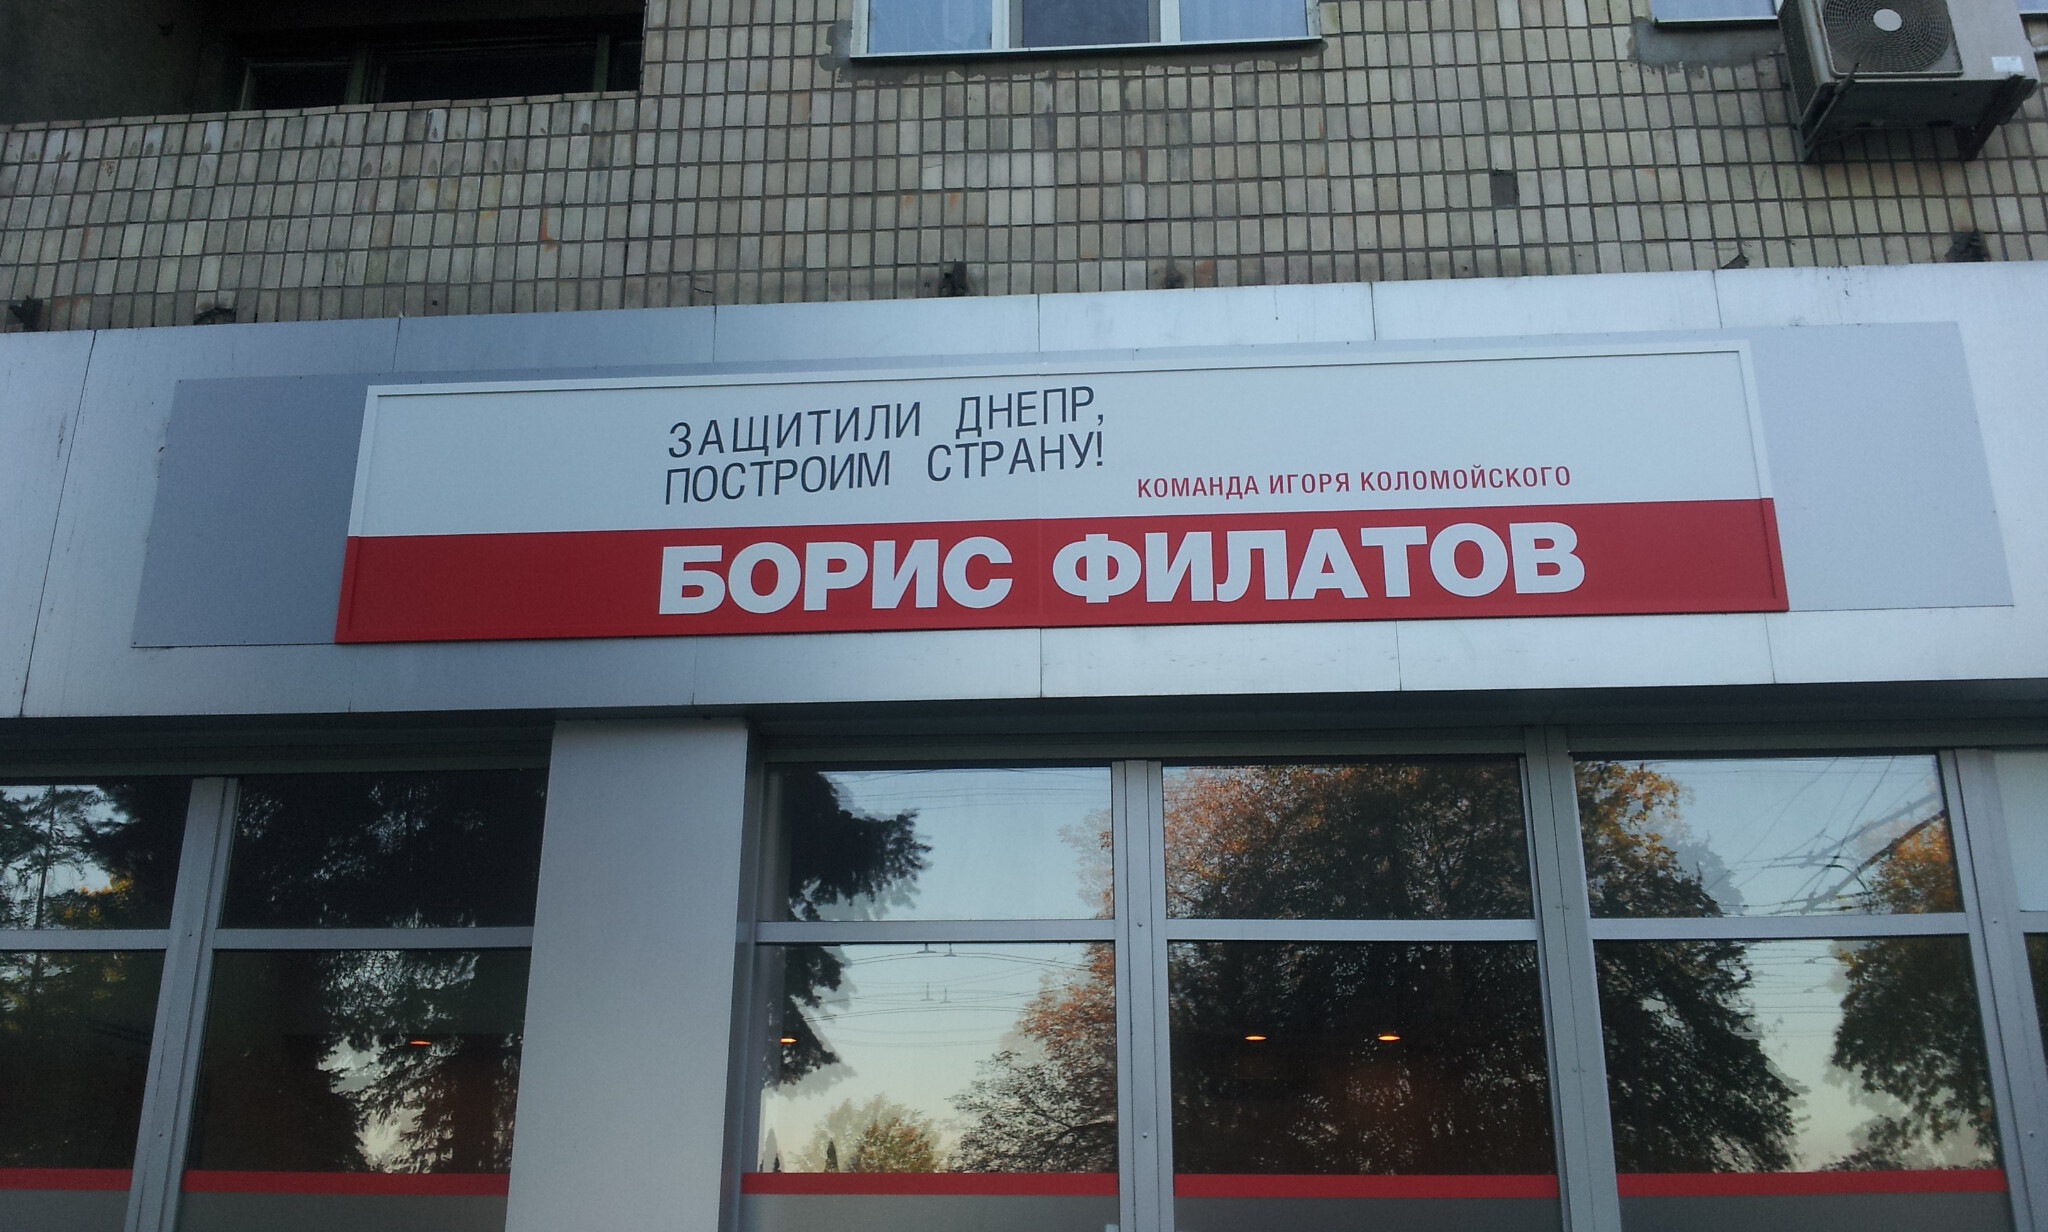 ЗАЩИТИЛИ ДНЕПР,
ПОСТРОИМ СТРАНУ!
КОМАНДА ИГОРЯ КОЛОМОЙСКОГО
БОРИС ФИЛАТОВ